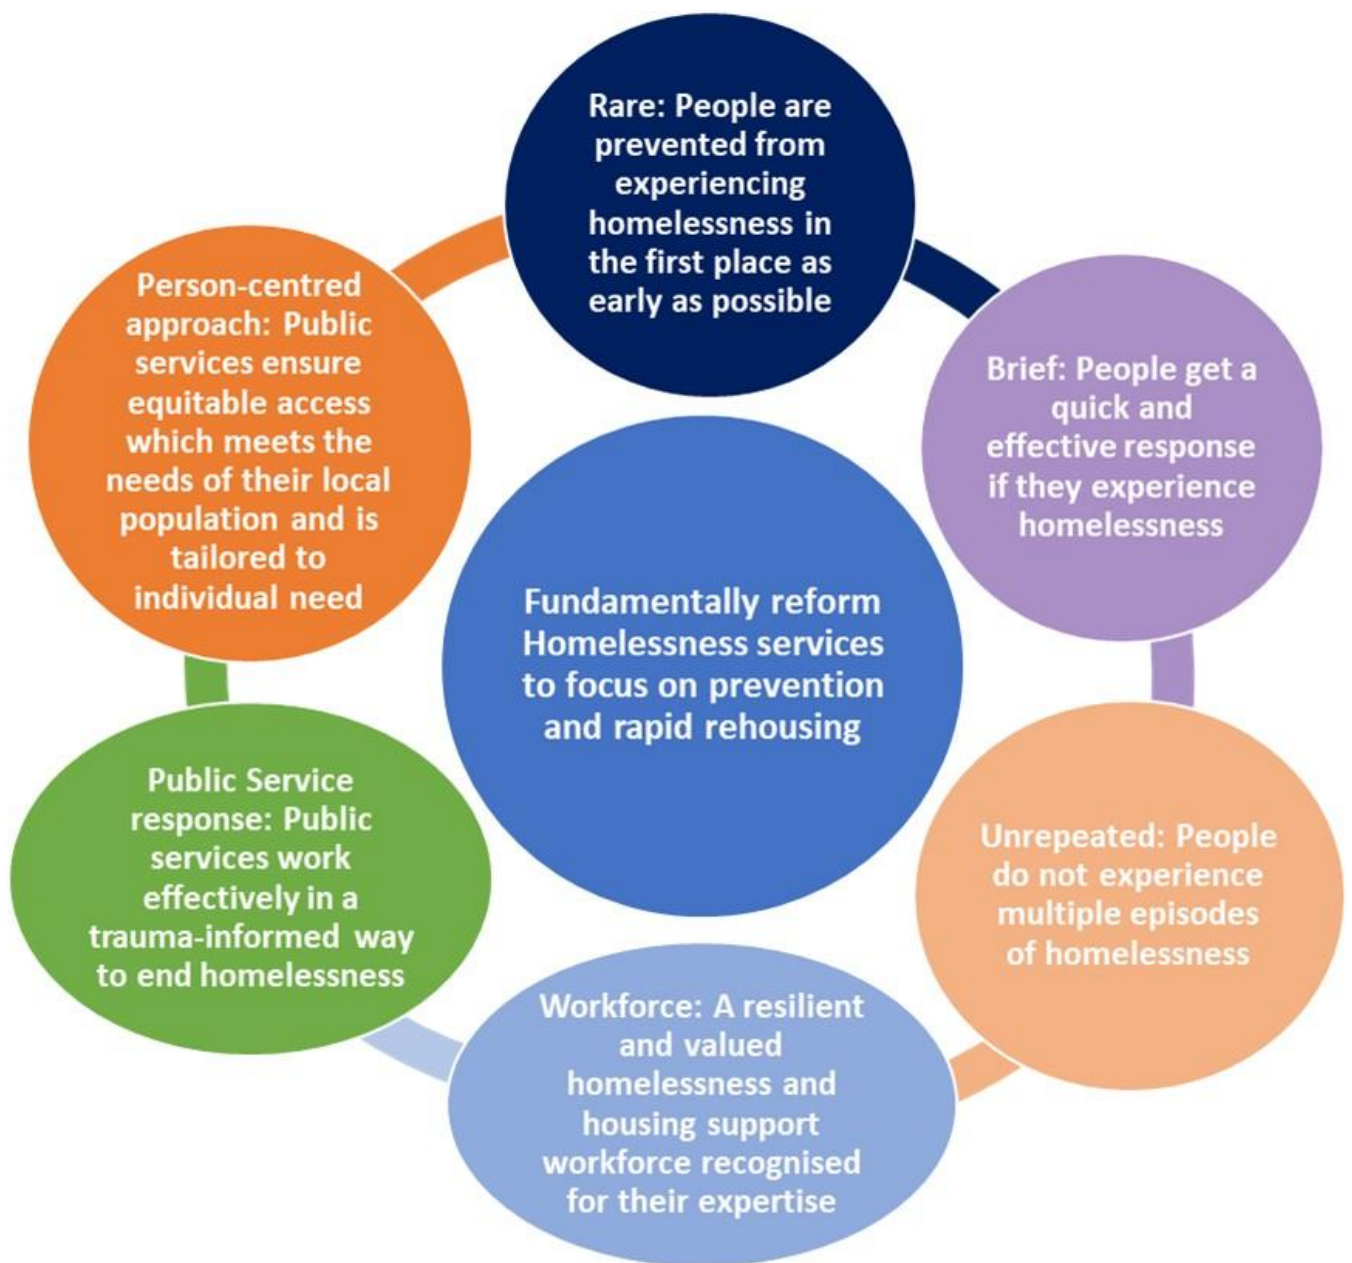 Rare: People are
prevented from
experiencing
homelessness in
the first place as
early as possible
Brief: People get a
quick and
effective response
if they experience
homelessness
Unrepeated: People
do not experience
multiple episodes
of homelessness
Workforce: A resilient
and valued
homelessness and
housing support
workforce recognised
for their expertise
Public Service
response: Public
services work
effectively in a
trauma-informed way
to end homelessness
Person-centred
approach: Public
services ensure
equitable access
which meets the
needs of their local
population and is
tailored to
individual need
Fundamentally reform
Homelessness services
to focus on prevention
and rapid rehousing